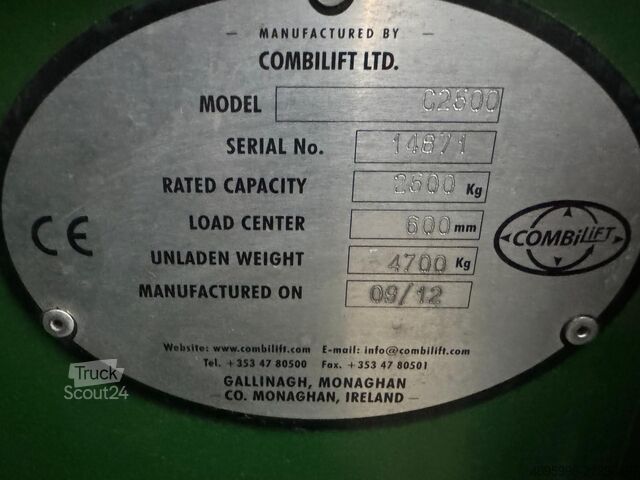 MANUFACTURED BY
COMBILIFT LTD.
MODEL C2500
SERIAL No. 14671
RATED CAPACITY 2500 Kg
LOAD CENTER 600 mm
UNLADEN WEIGHT 4700 Kg
MANUFACTURED ON 09/12
CE
COMBiLIFT
Website: www.combilift.com E-mail: info@combilift.com
Tel. +353 47 80500 Fax. +353 47 80501
GALLINAGH, MONAGHAN
CO. MONAGHAN, IRELAND
Truck
Scout24